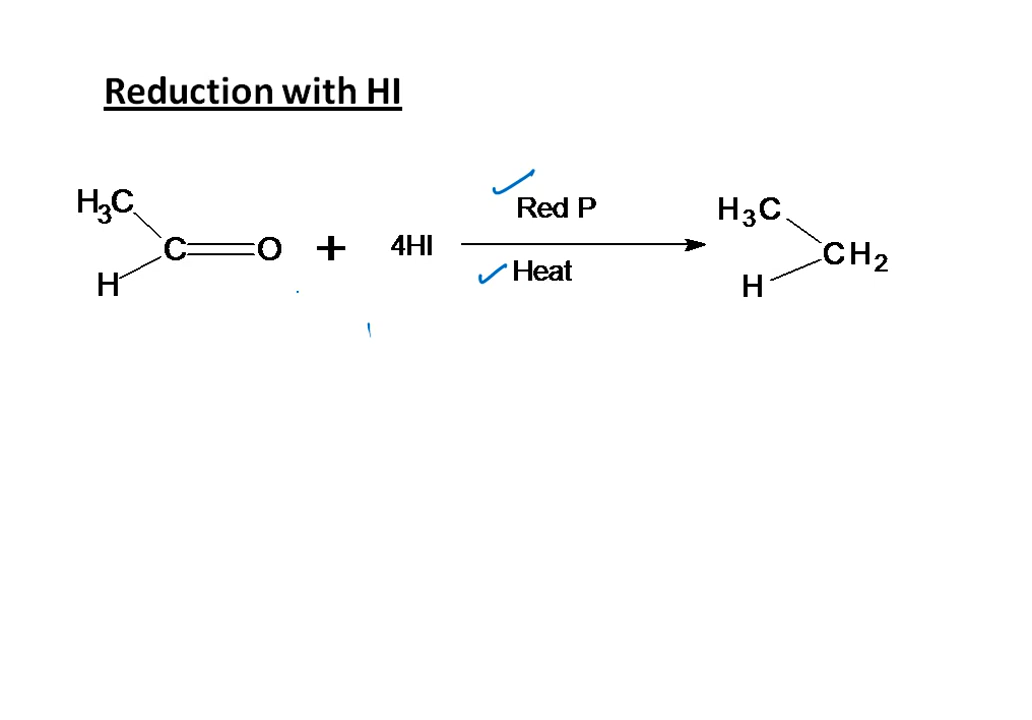 Reduction with HI
H3C
H
C
O
+
4HI
Red P
Heat
H3C
H
CH2